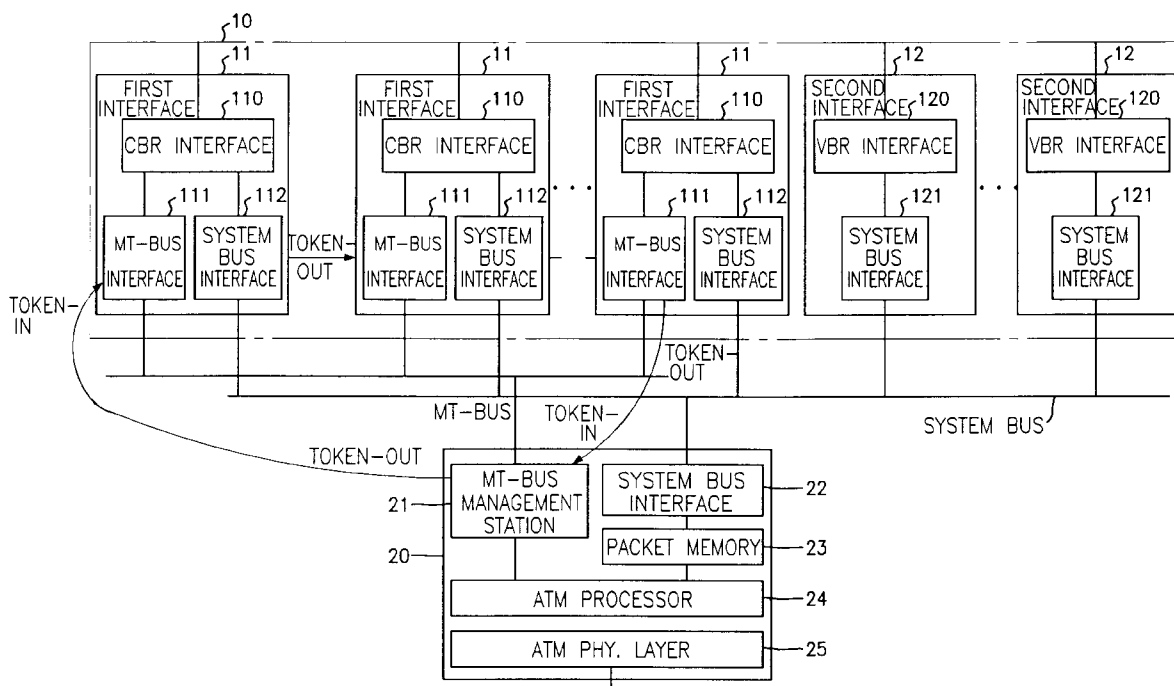 10
11
11
11
12
12
FIRST
INTERFACE
110
CBR INTERFACE
111
112
MT-BUS
INTERFACE
SYSTEM
BUS
INTERFACE
TOKEN-
OUT
FIRST
INTERFACE
110
CBR INTERFACE
111
112
MT-BUS
INTERFACE
SYSTEM
BUS
INTERFACE
FIRST
INTERFACE
110
CBR INTERFACE
111
112
MT-BUS
INTERFACE
SYSTEM
BUS
INTERFACE
SECOND
INTERFACE
120
VBR INTERFACE
121
SYSTEM
BUS
INTERFACE
SECOND
INTERFACE
120
VBR INTERFACE
121
SYSTEM
BUS
INTERFACE
TOKEN-
IN
TOKEN-
OUT
MT-BUS
TOKEN-
IN
SYSTEM BUS
TOKEN-OUT
20
21
MT-BUS
MANAGEMENT
STATION
SYSTEM BUS
INTERFACE
22
PACKET MEMORY
23
ATM PROCESSOR
24
ATM PHY. LAYER
25